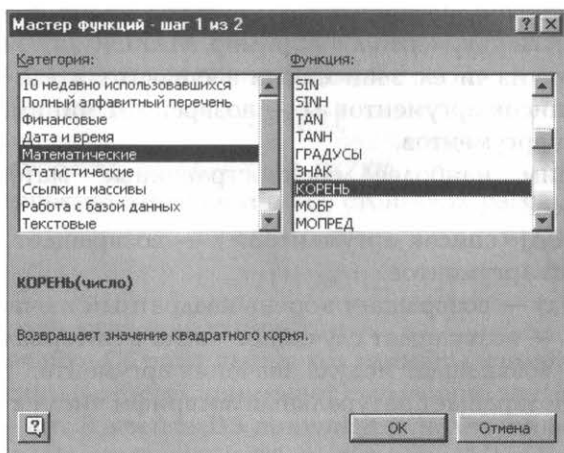 Мастер функций - шаг 1 из 2
Категория:
10 недавно использовавшихся
Полный алфавитный перечень
Финансовые
Дата и время
Математические
Статистические
Ссылки и массивы
Работа с базой данных
Текстовые
Функция:
SIN
SINH
TAN
TANH
ГРАДУСЫ
ЗНАК
КОРЕНЬ
МОБР
МОПРЕД
КОРЕНЬ(число)
Возвращает значение квадратного корня.
OK
Отмена